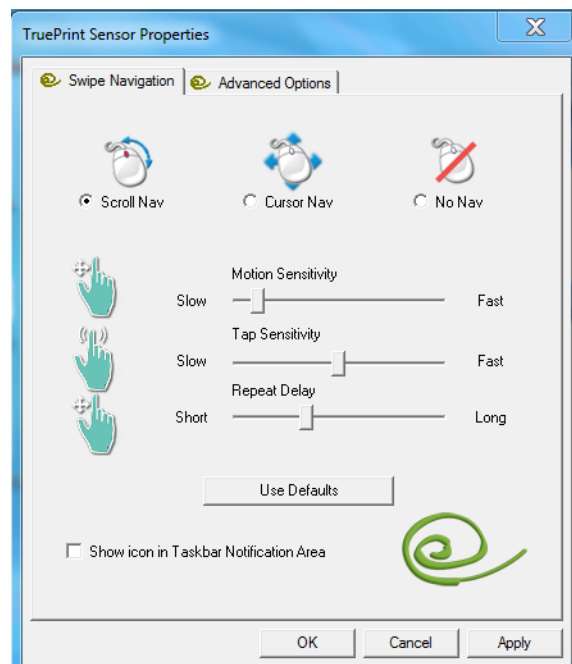 TruePrint Sensor Properties
Swipe Navigation Advanced Options
Scroll Nav Cursor Nav No Nav
Motion Sensitivity
Slow Fast
Tap Sensitivity
Slow Fast
Repeat Delay
Short Long
Use Defaults
Show icon in Taskbar Notification Area
OK Cancel Apply